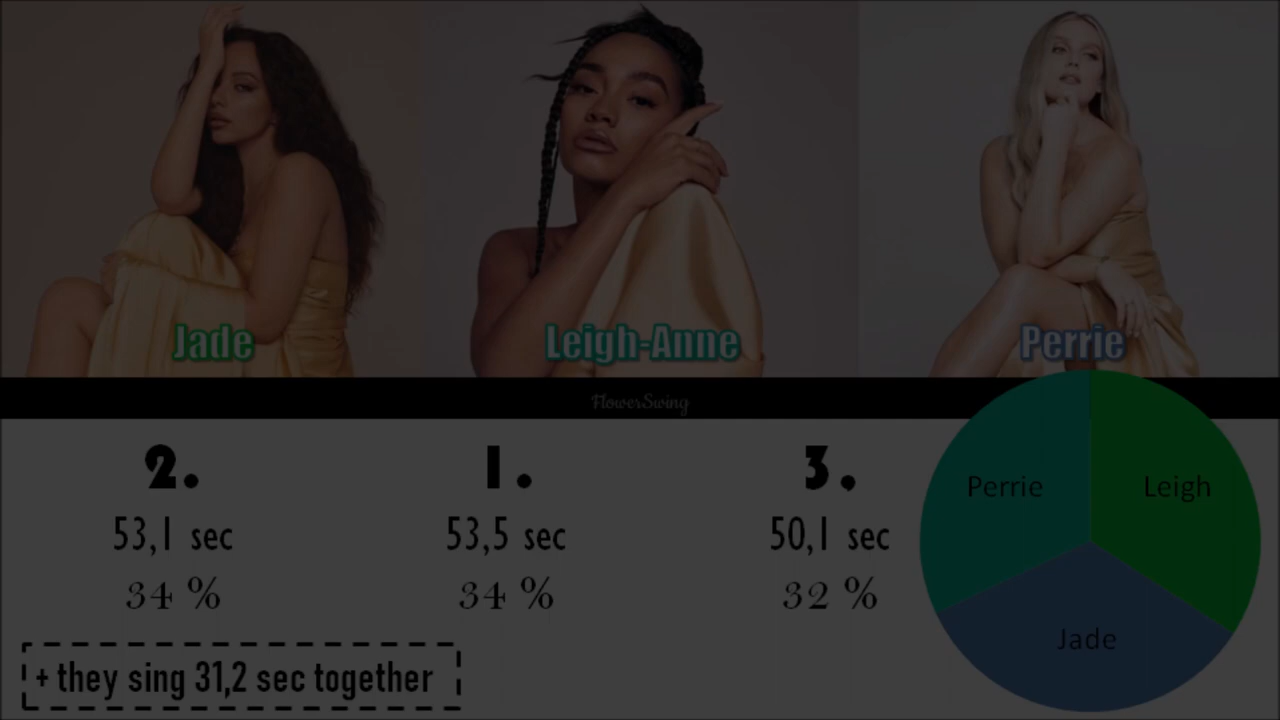 Jade
Leigh-Anne
Perrie
FlowerSwing
2.
1.
3.
53,1 sec
53,5 sec
50,1 sec
34 %
34 %
32 %
Perrie
Leigh
Jade
+ they sing 31,2 sec together